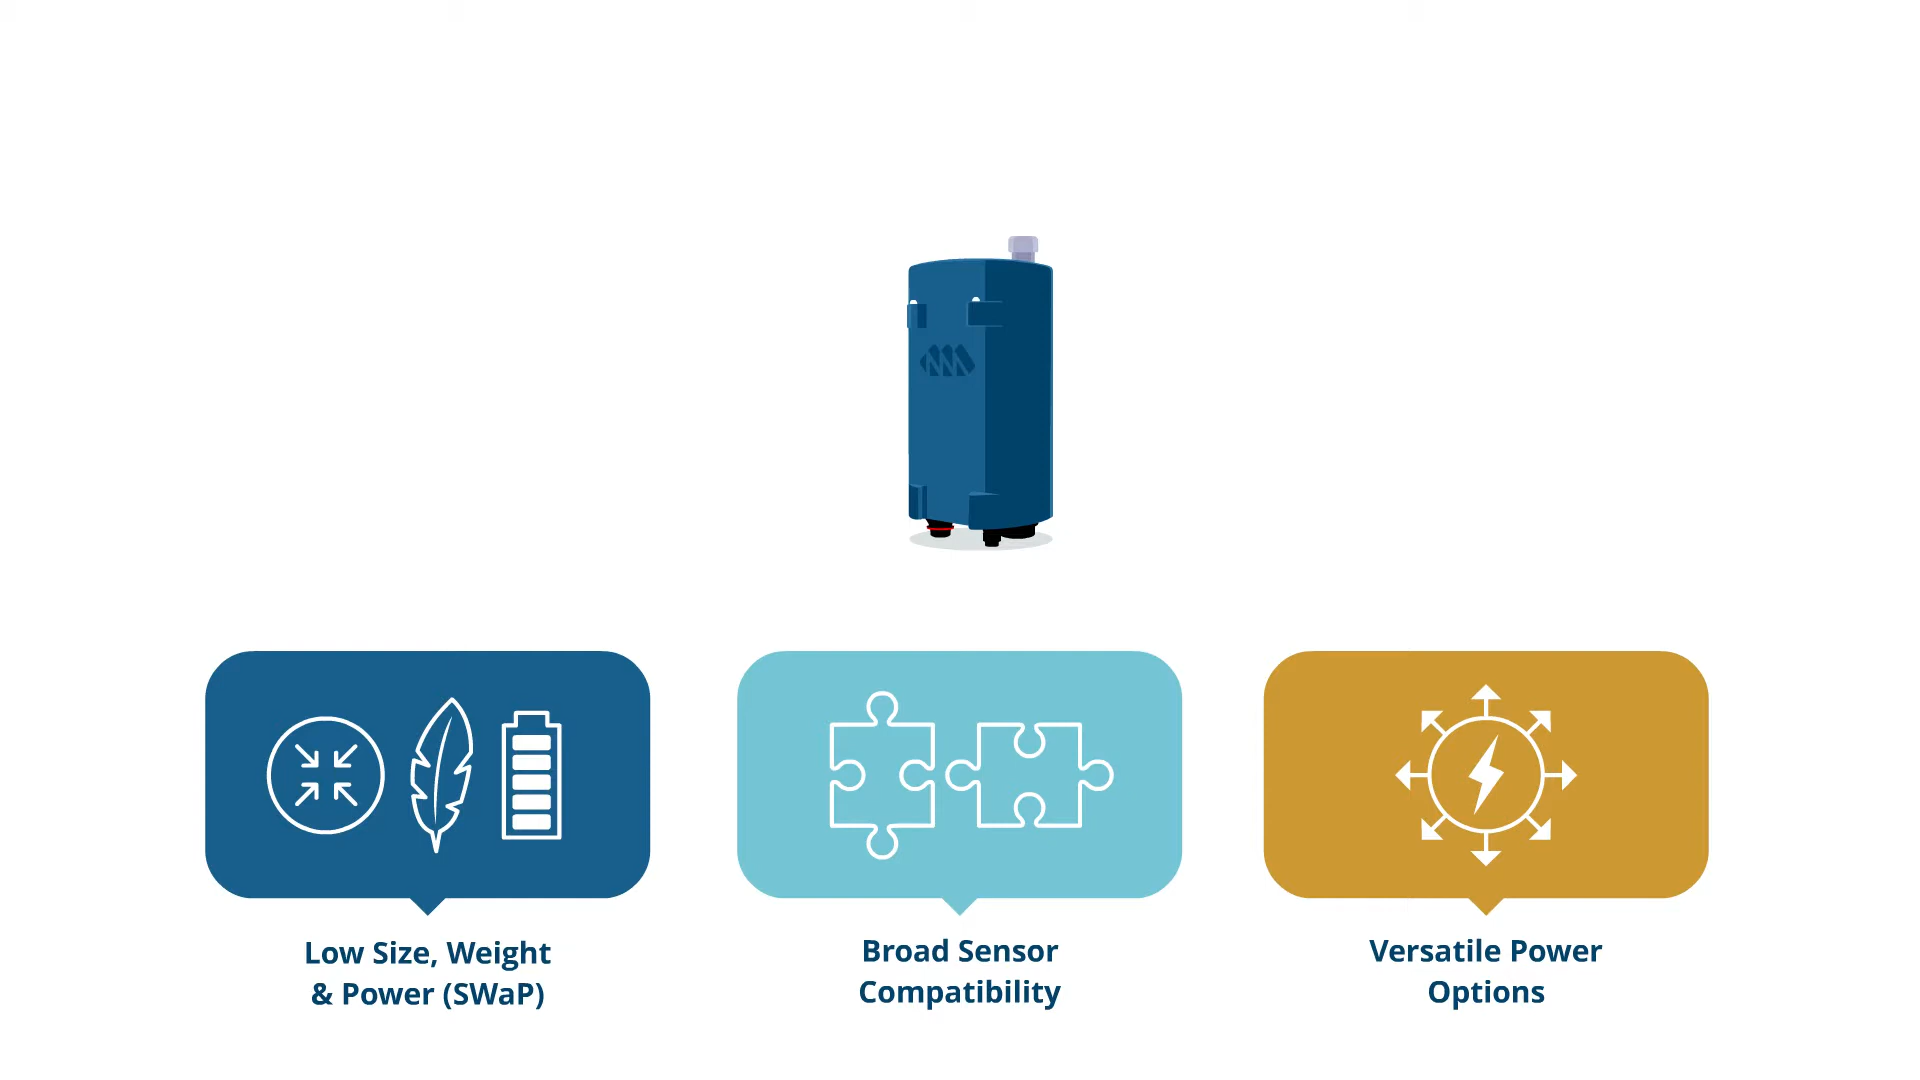 Low Size, Weight
& Power (SWaP)
Broad Sensor
Compatibility
Versatile Power
Options